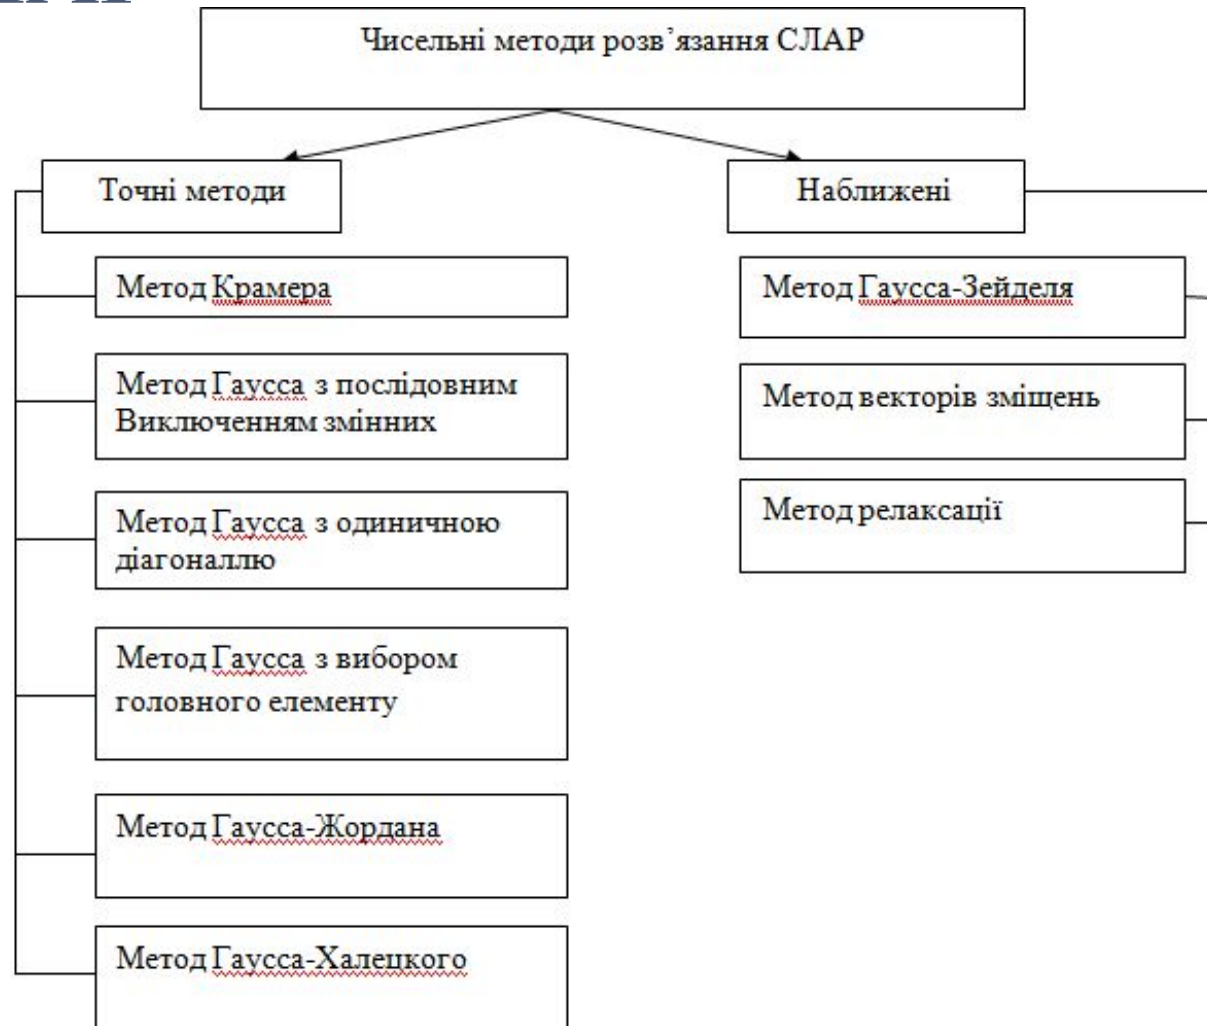 Чисельні методи розв’язання СЛАР
Точні методи
Наближені
Метод Крамера
Метод Гаусса з послідовним
Виключенням змінних
Метод Гаусса з одиничною
діагоналлю
Метод Гаусса з вибором
головного елементу
Метод Гаусса-Жордана
Метод Гаусса-Халецкого
Метод Гаусса-Зейделя
Метод векторів зміщень
Метод релаксації